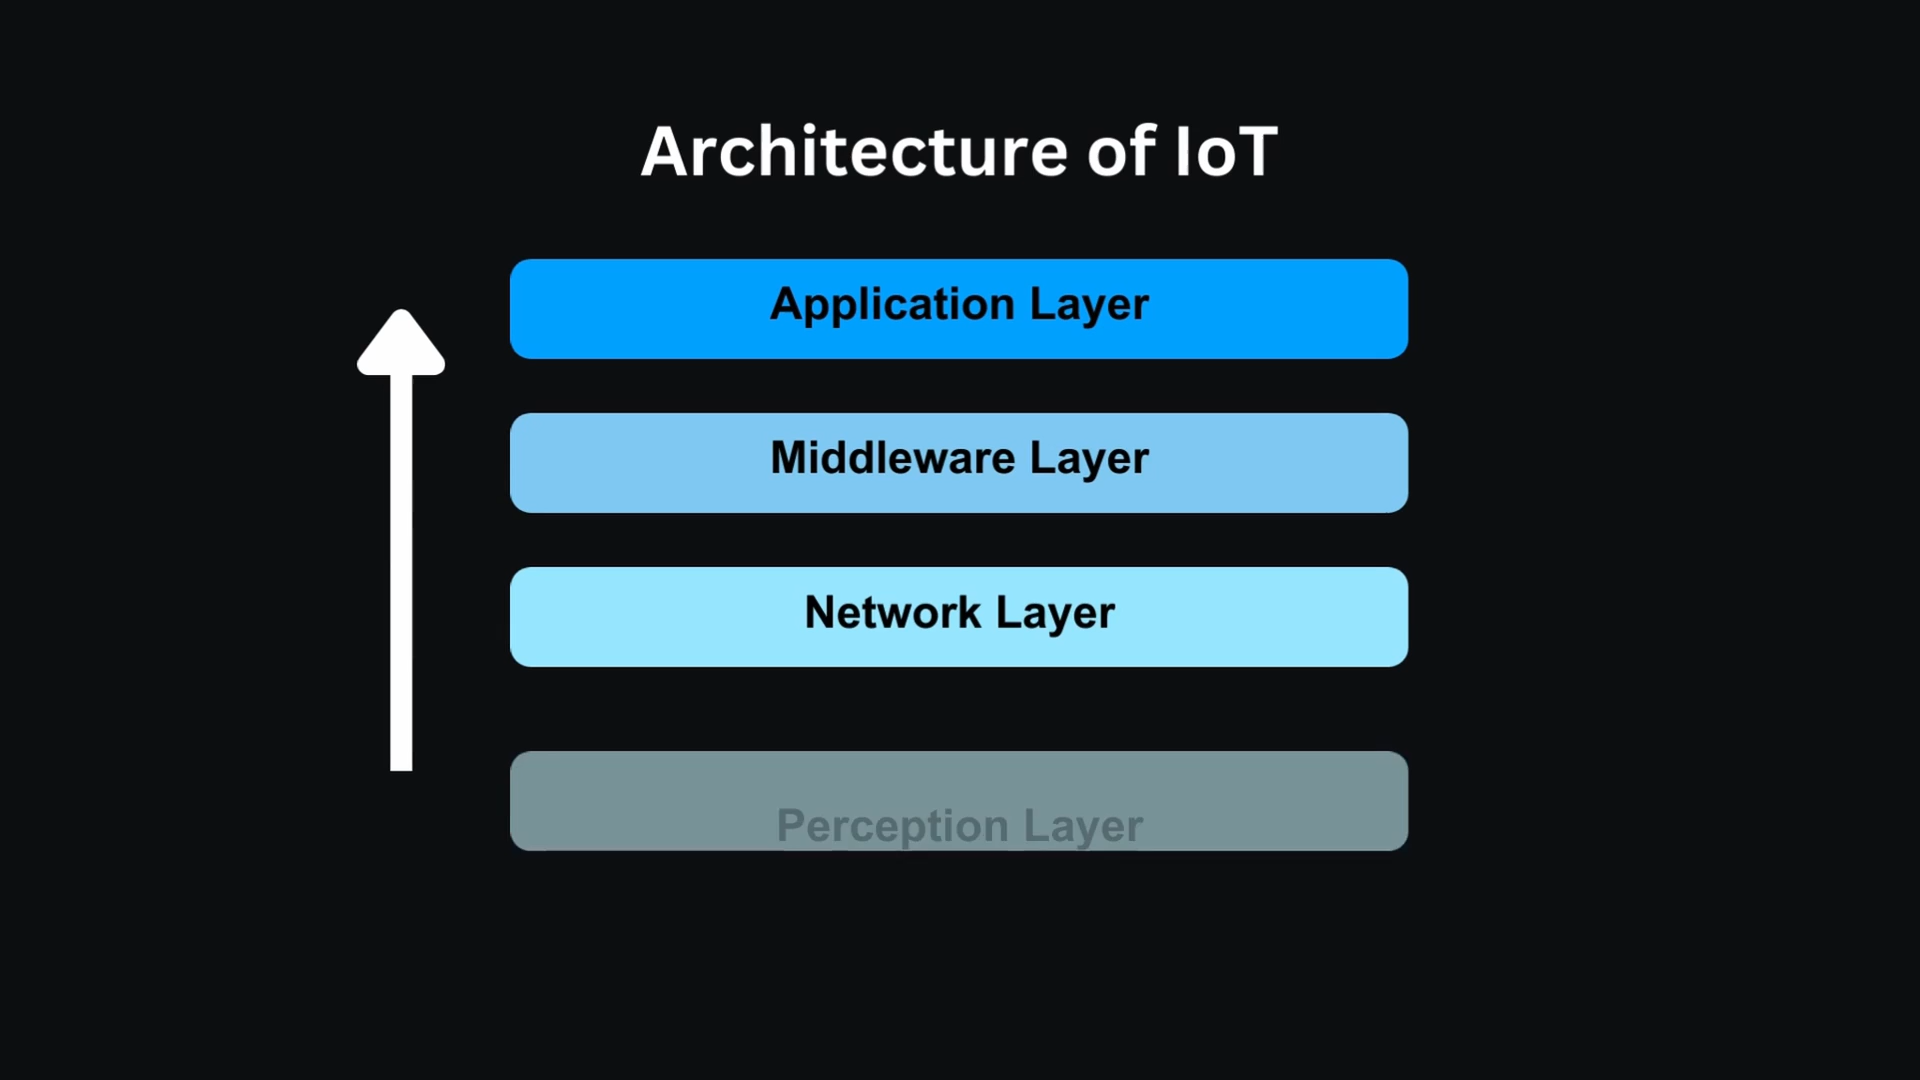 Architecture of IoT
Application Layer
Middleware Layer
Network Layer
Perception Layer